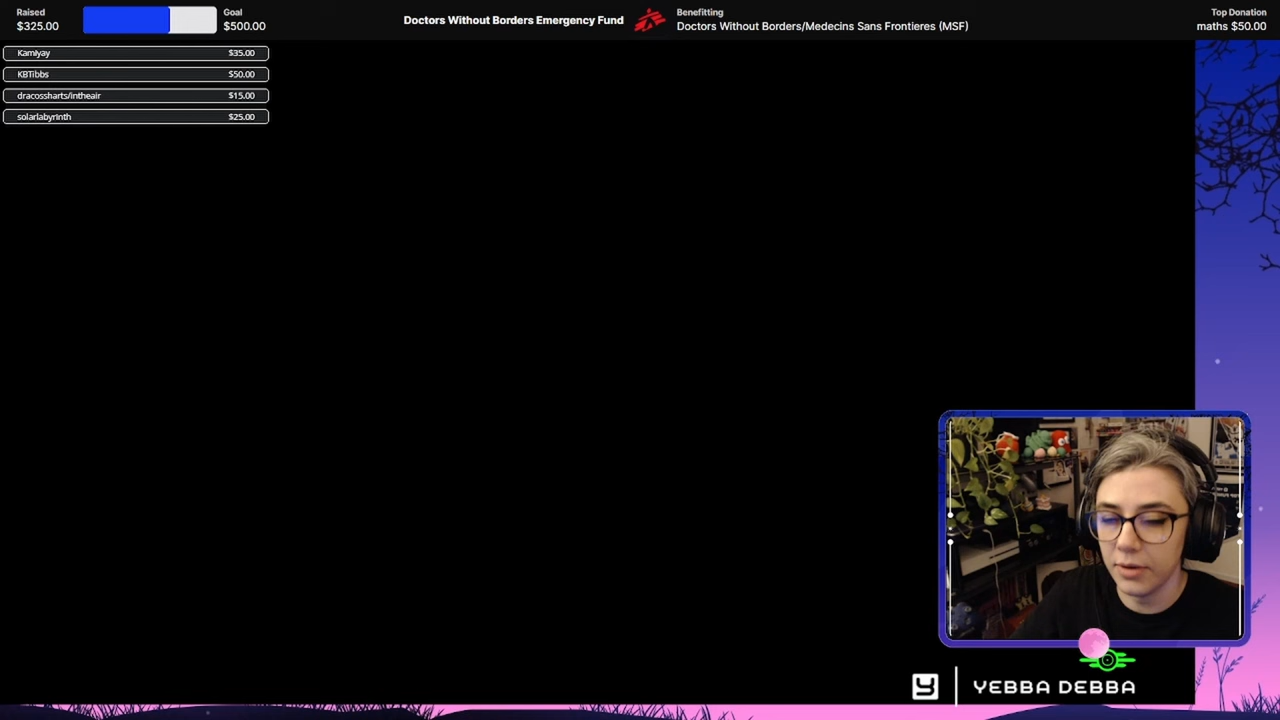 Raised
$325.00
Goal
$500.00
Doctors Without Borders Emergency Fund
Benefitting
Doctors Without Borders/Medecins Sans Frontieres (MSF)
Top Donation
maths $50.00
Kamiyay $35.00
KBTibbs $50.00
dracossharts/intheair $15.00
solarlabyrinth $25.00
YEBBA DEBBA